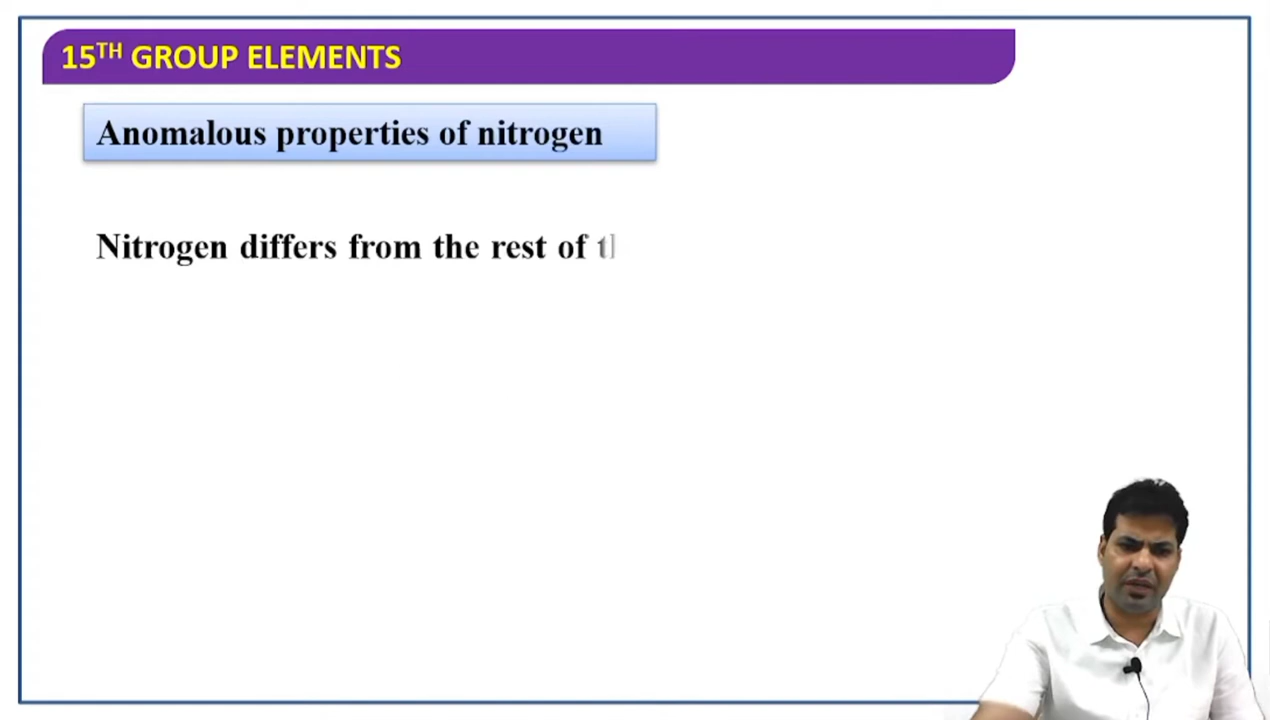 15TH GROUP ELEMENTS
Anomalous properties of nitrogen
Nitrogen differs from the rest of